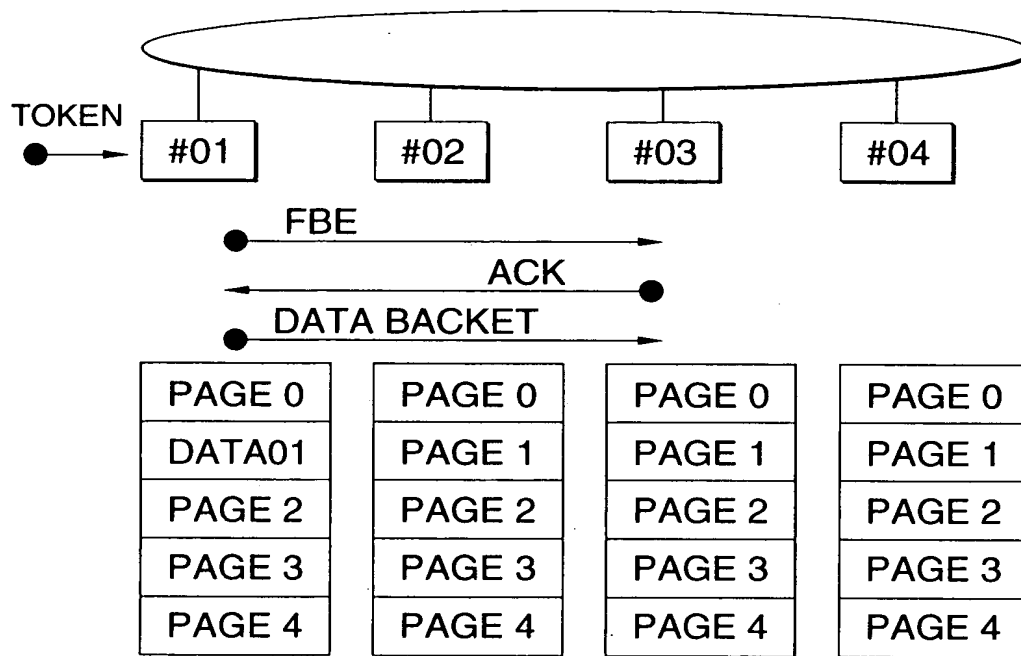 TOKEN
#01 #02 #03 #04
FBE
ACK
DATA BACKET
PAGE 0 PAGE 0 PAGE 0 PAGE 0
DATA01 PAGE 1 PAGE 1 PAGE 1
PAGE 2 PAGE 2 PAGE 2 PAGE 2
PAGE 3 PAGE 3 PAGE 3 PAGE 3
PAGE 4 PAGE 4 PAGE 4 PAGE 4